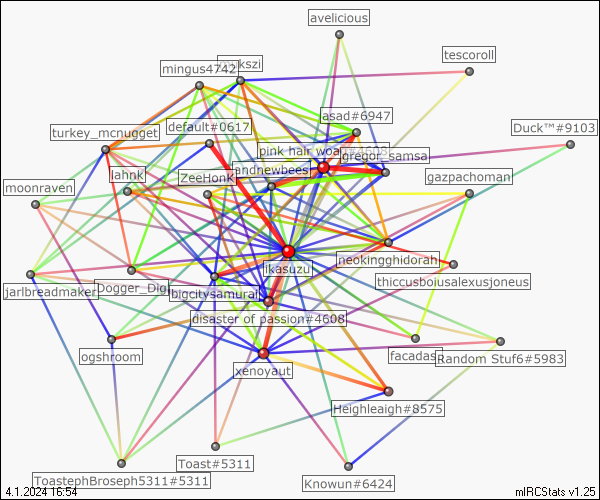 avelicious
tescoroll
mingus4742
kszi
asad#6947
Duck™#9103
default#0617
turkey_mcnugget
pink hair woa
gregor_samsa
andnewbees
lahnk
ZeeHonk
gazpachoman
moonraven
neokingghidorah
ikasuzu
thiccusboiusalexusjoneus
jarlbreadmaker
Dogger_Dig
bigcitysamurai
disaster of passion#4608
ogshroom
facadas
Random Stuf6#5983
xenoyaut
Heighleigh#8575
Toast#5311
ToastephBroseph5311#5311
Knowun#6424
4.1.2024 16:54
mIRCStats v1.25